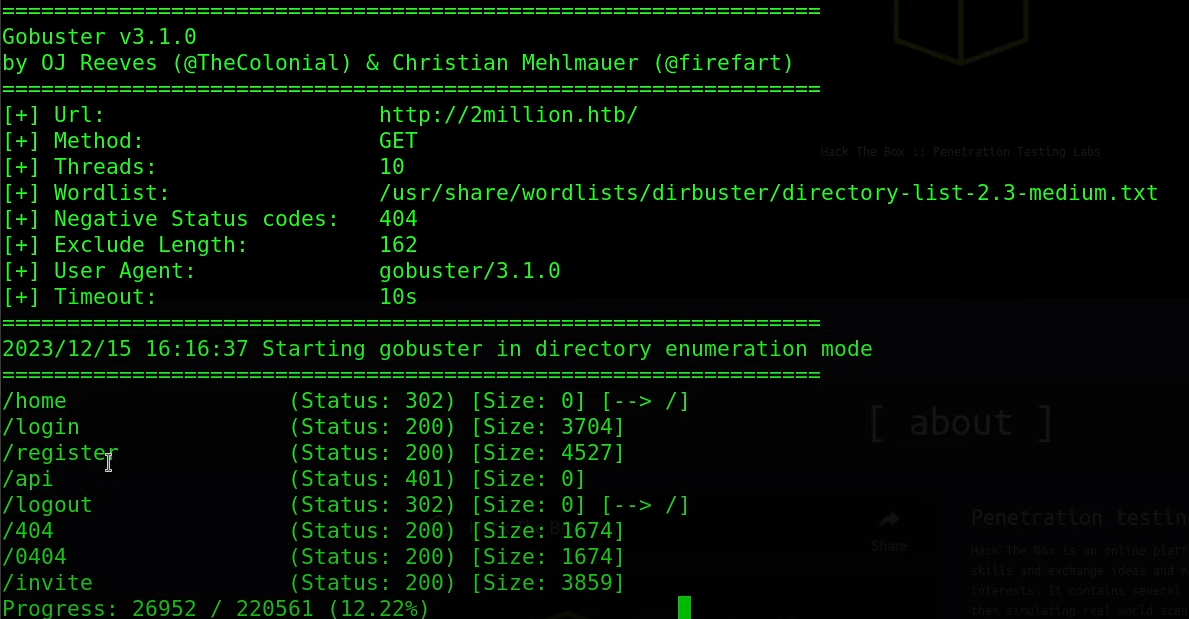 ===============================================================
Gobuster v3.1.0
by OJ Reeves (@TheColonial) & Christian Mehlmauer (@firefart)
===============================================================
[+] Url:                     http://2million.htb/
[+] Method:                  GET
[+] Threads:                 10
[+] Wordlist:                /usr/share/wordlists/dirbuster/directory-list-2.3-medium.txt
[+] Negative Status codes:   404
[+] Exclude Length:          162
[+] User Agent:              gobuster/3.1.0
[+] Timeout:                 10s
===============================================================
2023/12/15 16:16:37 Starting gobuster in directory enumeration mode
===============================================================
/home                 (Status: 302) [Size: 0] [--> /]
/login                (Status: 200) [Size: 3704]
/register             (Status: 200) [Size: 4527]
/api                  (Status: 401) [Size: 0]
/logout               (Status: 302) [Size: 0] [--> /]
/404                  (Status: 200) [Size: 1674]
/0404                 (Status: 200) [Size: 1674]
/invite               (Status: 200) [Size: 3859]
Progress: 26952 / 220561 (12.22%)
Hack The Box :: Penetration Testing Labs
[ about ]
Share
Penetration testin
Hack The Box is an online platf
skills and exchange ideas and m
interests. It contains several
then simulating real world scen